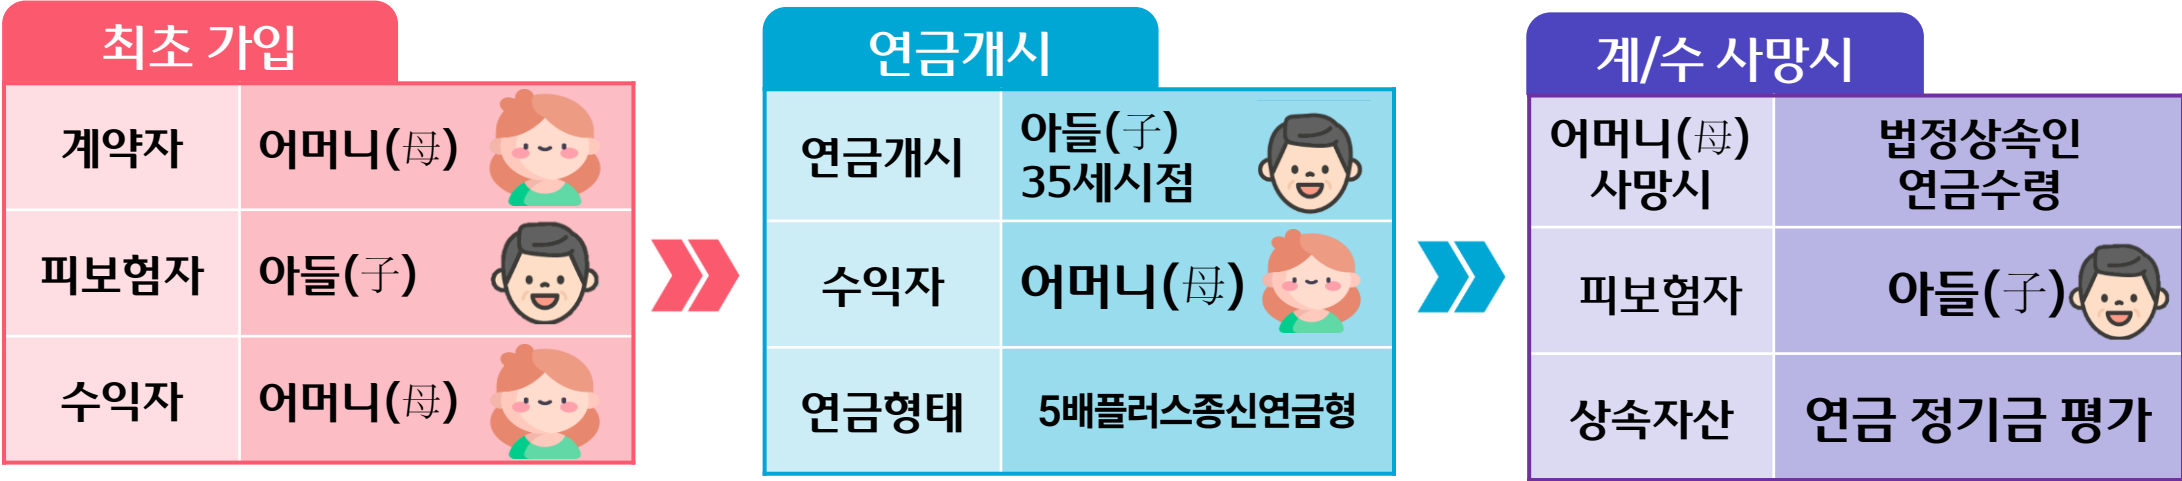 최초 가입
계약자
어머니(母)
피보험자
아들(子)
수익자
어머니(母)
연금개시
연금개시
아들(子)
35세시점
수익자
어머니(母)
연금형태
5배플러스종신연금형
계/수 사망시
어머니(母)
사망시
법정상속인
연금수령
피보험자
아들(子)
상속자산
연금 정기금 평가